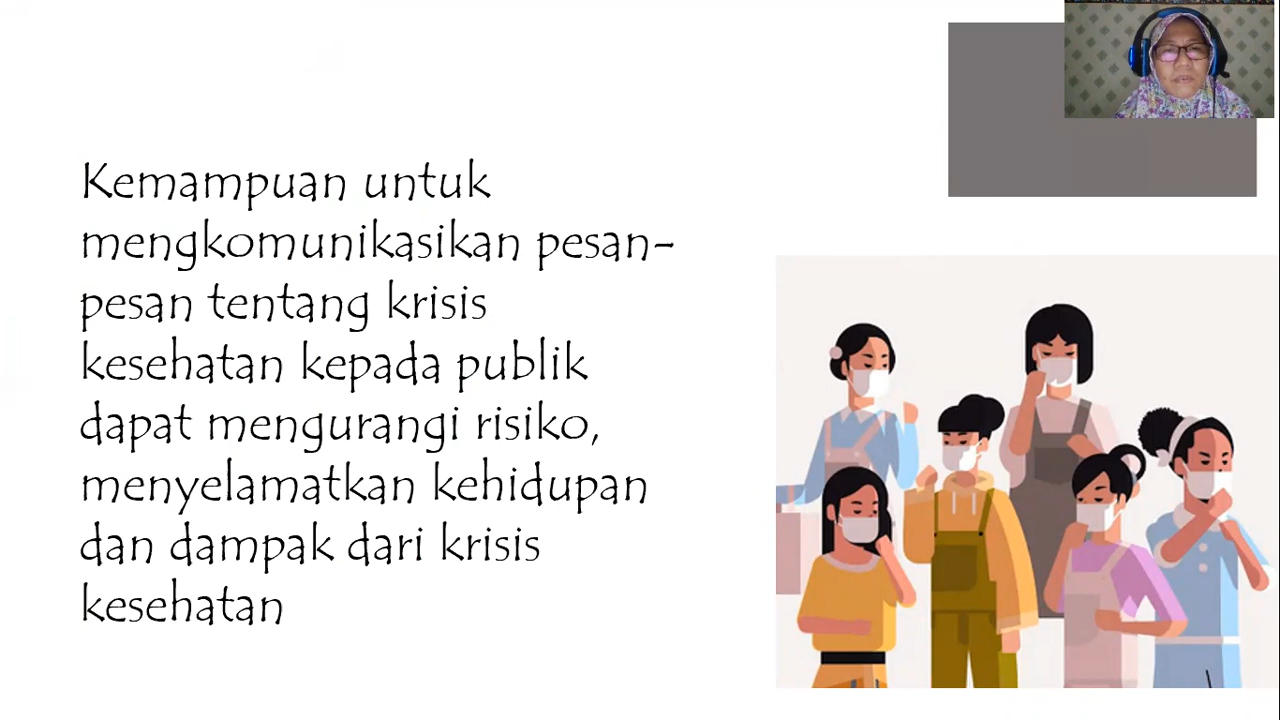 Kemampuan untuk
mengkomunikasikan pesan-
pesan tentang krisis
kesehatan kepada publik
dapat mengurangi risiko,
menyelamatkan kehidupan
dan dampak dari krisis
kesehatan